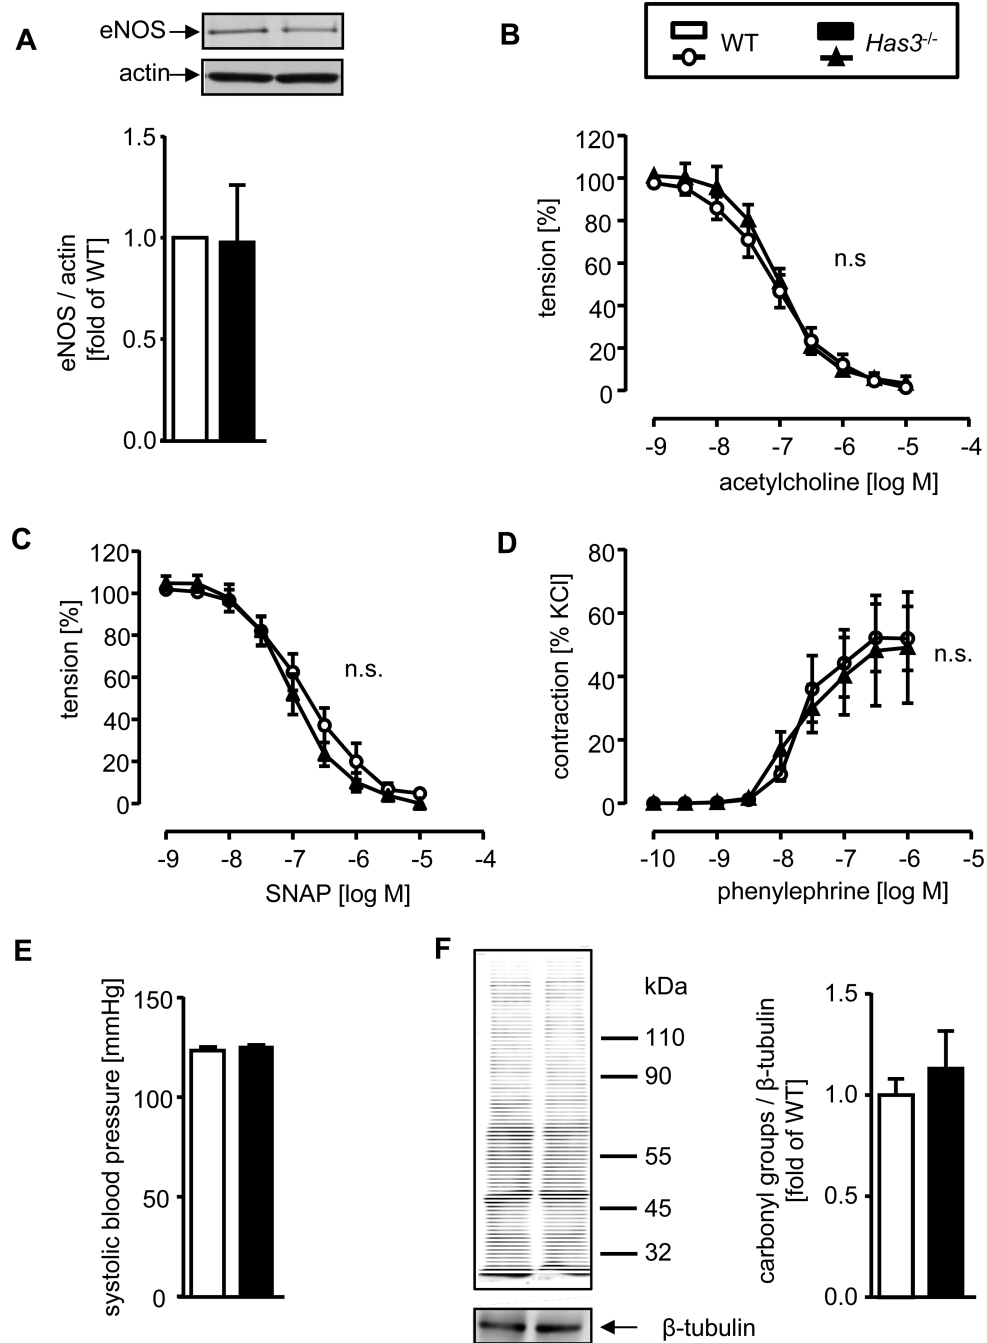 A
eNOS
actin
eNOS / actin
[fold of WT]
1.5
1.0
0.5
0.0
B
WT
Has3-/-
tension [%]
120
100
80
60
40
20
0
n.s
-9 -8 -7 -6 -5 -4
acetylcholine [log M]
C
tension [%]
120
100
80
60
40
20
0
n.s.
-9 -8 -7 -6 -5 -4
SNAP [log M]
D
contraction [% KCl]
80
60
40
20
0
n.s.
-10 -9 -8 -7 -6 -5
phenylephrine [log M]
E
systolic blood pressure [mmHg]
150
100
50
0
F
kDa
110
90
55
45
32
β-tubulin
carbonyl groups / β-tubulin
[fold of WT]
1.5
1.0
0.5
0.0